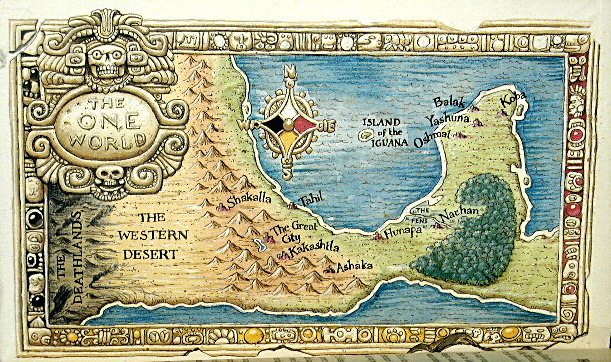 THE
ONE
WORLD
N
E
S
ISLAND
of the
IGUANA
Balak
Koba
Yashuna
Oshmal
Shakalla
Tahil
THE
WESTERN
DESERT
THE DEATHLANDS
The Great
City
Kakashtla
Ashaka
THE
FENS
Hunapa
Nachan